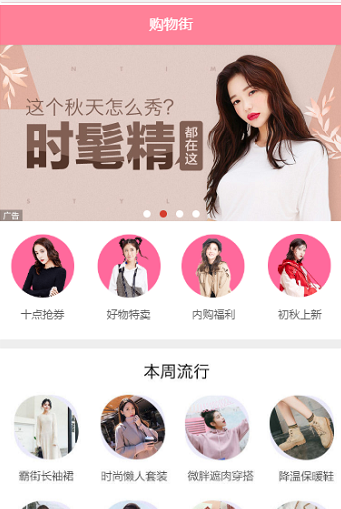 购物街
N T I M
这个秋天怎么秀?
时髦精
都在这
S T Y L
广告
十点抢券
好物特卖
内购福利
初秋上新
本周流行
霸街长袖裙
时尚懒人套装
微胖遮肉穿搭
降温保暖鞋